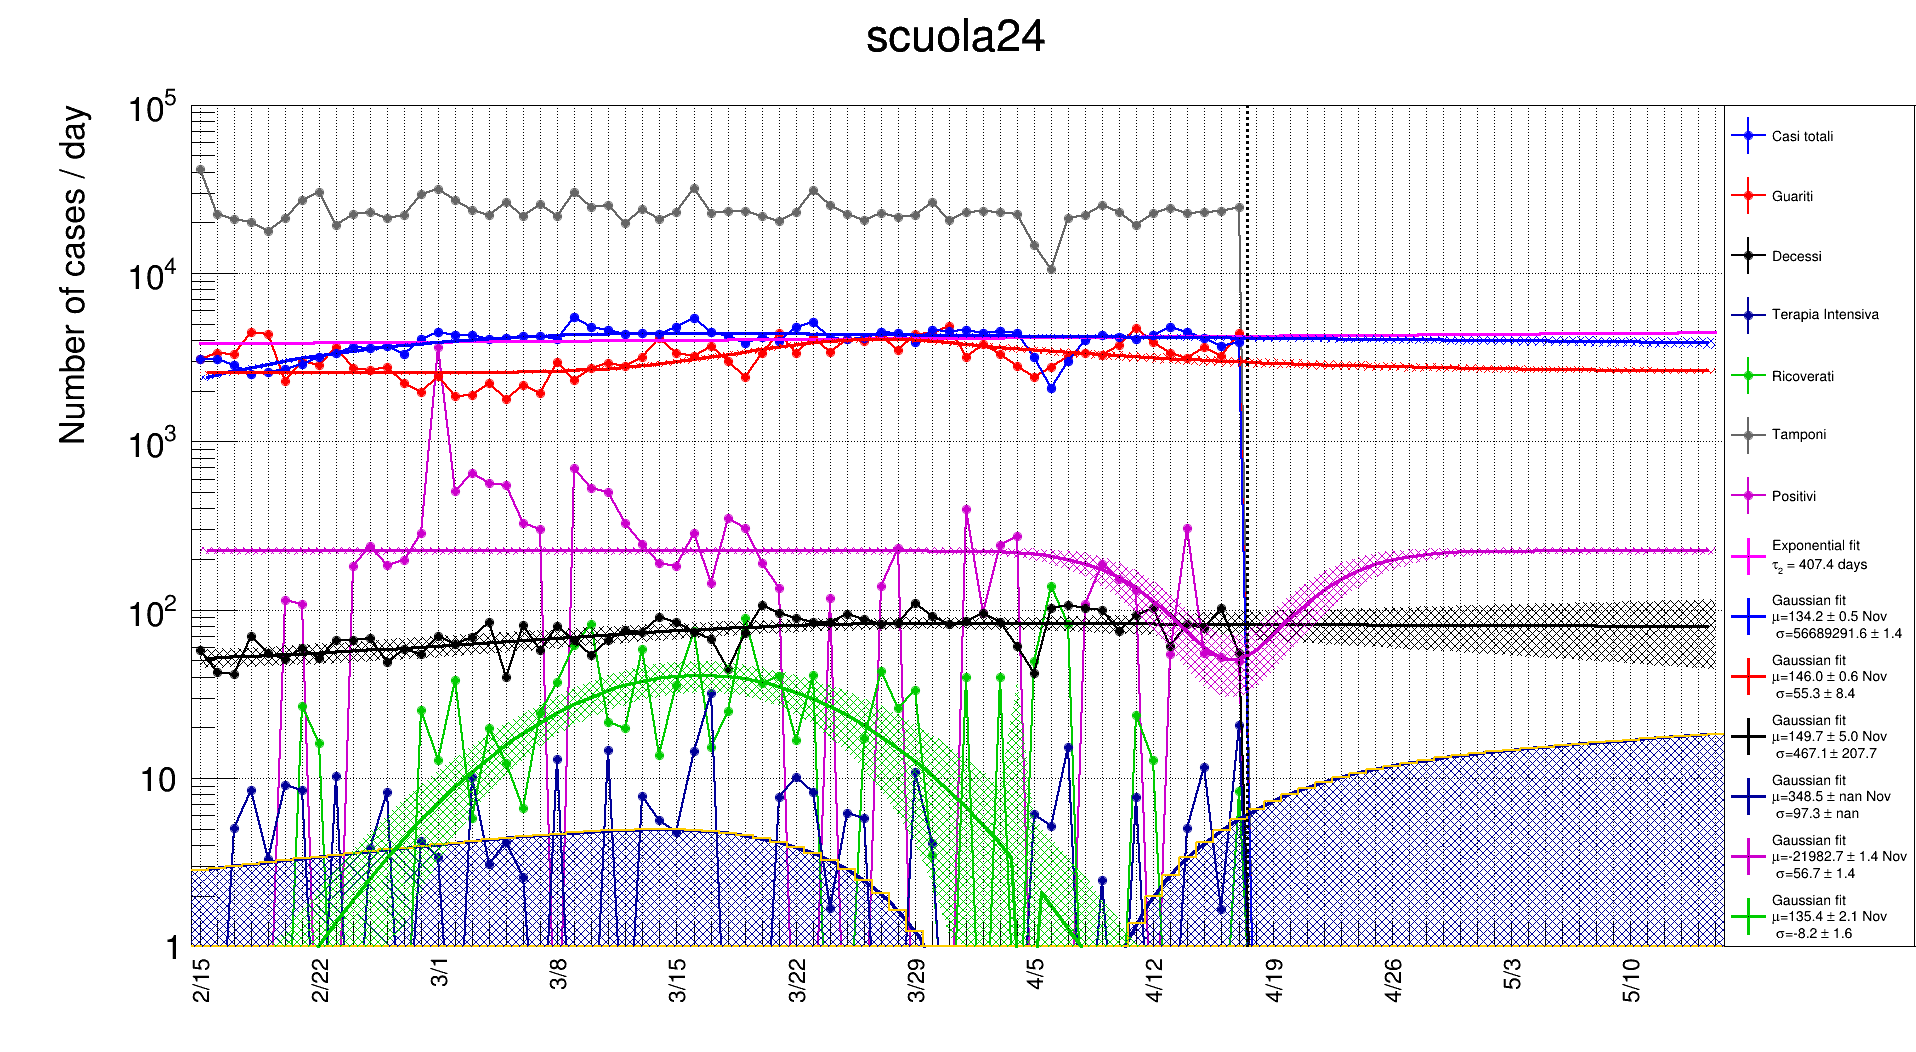 scuola24
Number of cases / day
10^5
10^4
10^3
10^2
10
1
2/15
2/22
3/1
3/8
3/15
3/22
3/29
4/5
4/12
4/19
4/26
5/3
5/10
Casi totali
Guariti
Decessi
Terapia Intensiva
Ricoverati
Tamponi
Positivi
Exponential fit
τ₂ = 407.4 days
Gaussian fit
μ=134.2 ± 0.5 Nov
σ=56689291.6 ± 1.4
Gaussian fit
μ=146.0 ± 0.6 Nov
σ=55.3 ± 8.4
Gaussian fit
μ=149.7 ± 5.0 Nov
σ=467.1 ± 207.7
Gaussian fit
μ=348.5 ± nan Nov
σ=97.3 ± nan
Gaussian fit
μ=-21982.7 ± 1.4 Nov
σ=56.7 ± 1.4
Gaussian fit
μ=135.4 ± 2.1 Nov
σ=-8.2 ± 1.6